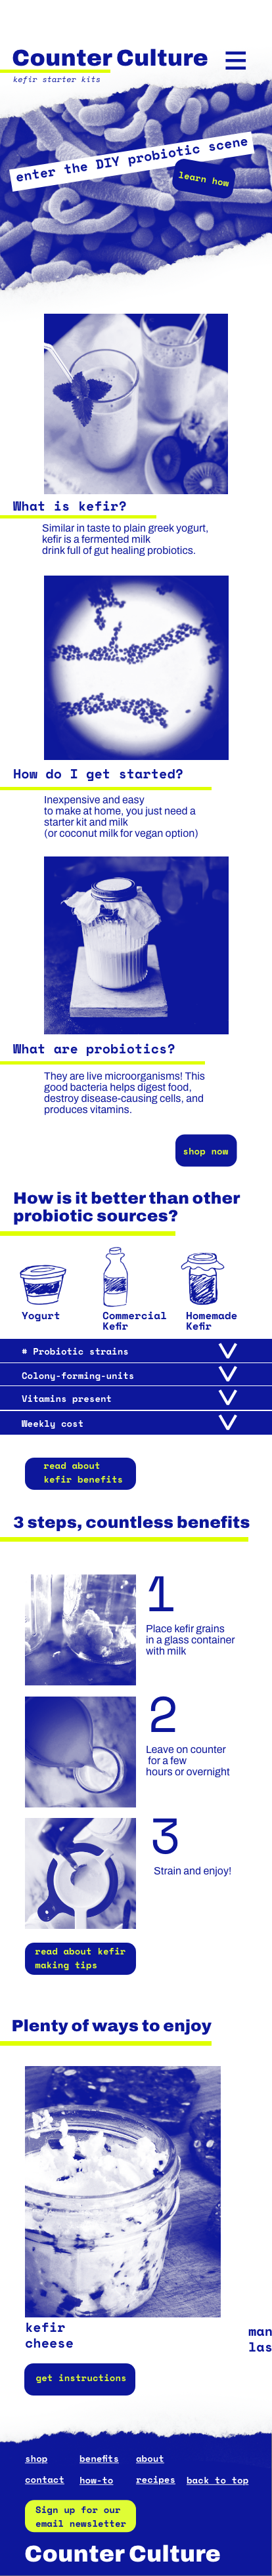 Counter Culture
kefir starter kits
enter the DIY probiotic scene
learn how
What is kefir?
Similar in taste to plain greek yogurt,
kefir is a fermented milk
drink full of gut healing probiotics.
How do I get started?
Inexpensive and easy
to make at home, you just need a
starter kit and milk
(or coconut milk for vegan option)
What are probiotics?
They are live microorganisms! This
good bacteria helps digest food,
destroy disease-causing cells, and
produces vitamins.
shop now
How is it better than other
probiotic sources?
Yogurt
Commercial
Kefir
Homemade
Kefir
# Probiotic strains
Colony-forming-units
Vitamins present
Weekly cost
read about
kefir benefits
3 steps, countless benefits
1
Place kefir grains
in a glass container
with milk
2
Leave on counter
for a few
hours or overnight
3
Strain and enjoy!
read about kefir
making tips
Plenty of ways to enjoy
kefir
cheese
man
las
get instructions
shop benefits about
contact how-to recipes back to top
Sign up for our
email newsletter
Counter Culture